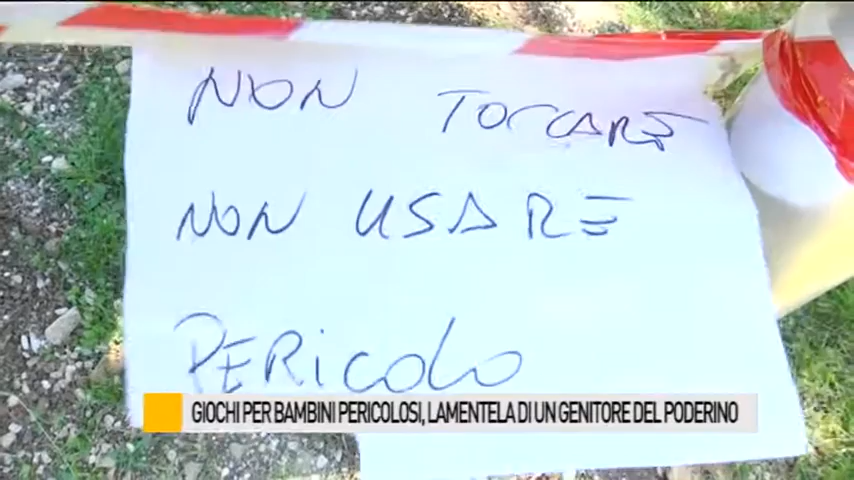 NON TOCCARE
NON USARE
PERICOLO
GIOCHI PER BAMBINI PERICOLOSI, LAMENTELA DI UN GENITORE DEL PODERINO